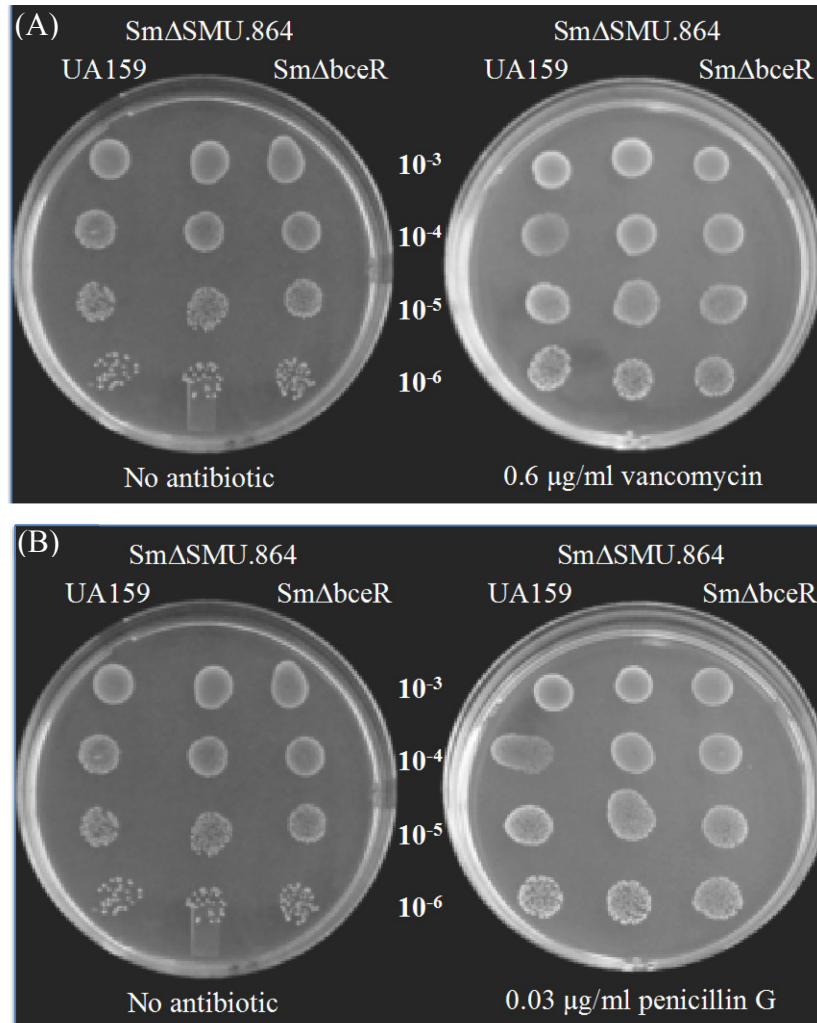 (A)
SmΔSMU.864 SmΔSMU.864
UA159 SmΔbceR UA159 SmΔbceR
10⁻³
10⁻⁴
10⁻⁵
10⁻⁶
No antibiotic 0.6 μg/ml vancomycin
(B)
SmΔSMU.864 SmΔSMU.864
UA159 SmΔbceR UA159 SmΔbceR
10⁻³
10⁻⁴
10⁻⁵
10⁻⁶
No antibiotic 0.03 μg/ml penicillin G